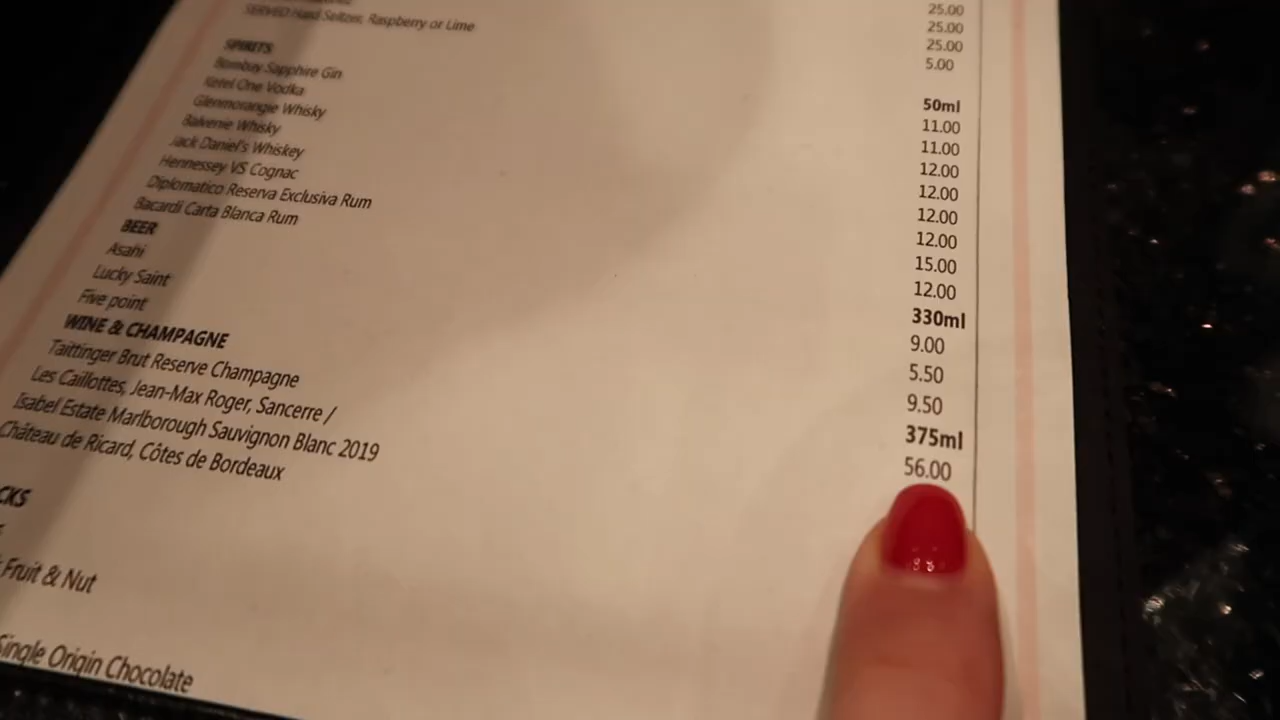 25.00
SERVED Hard Seltzer, Raspberry or Lime
25.00
25.00
5.00
SPIRITS 50ml
Bombay Sapphire Gin 11.00
Ketel One Vodka 11.00
Glenmorangie Whisky 12.00
Balvenie Whisky 12.00
Jack Daniel's Whiskey 12.00
Hennessey VS Cognac 12.00
Diplomatico Reserva Exclusiva Rum 15.00
Bacardi Carta Blanca Rum 12.00
BEER 330ml
Asahi 9.00
Lucky Saint 5.50
Five point 9.50
WINE & CHAMPAGNE 375ml
Taittinger Brut Reserve Champagne 56.00
Les Caillottes, Jean-Max Roger, Sancerre /
Isabel Estate Marlborough Sauvignon Blanc 2019
Château de Ricard, Côtes de Bordeaux
CKS
Fruit & Nut
Single Origin Chocolate